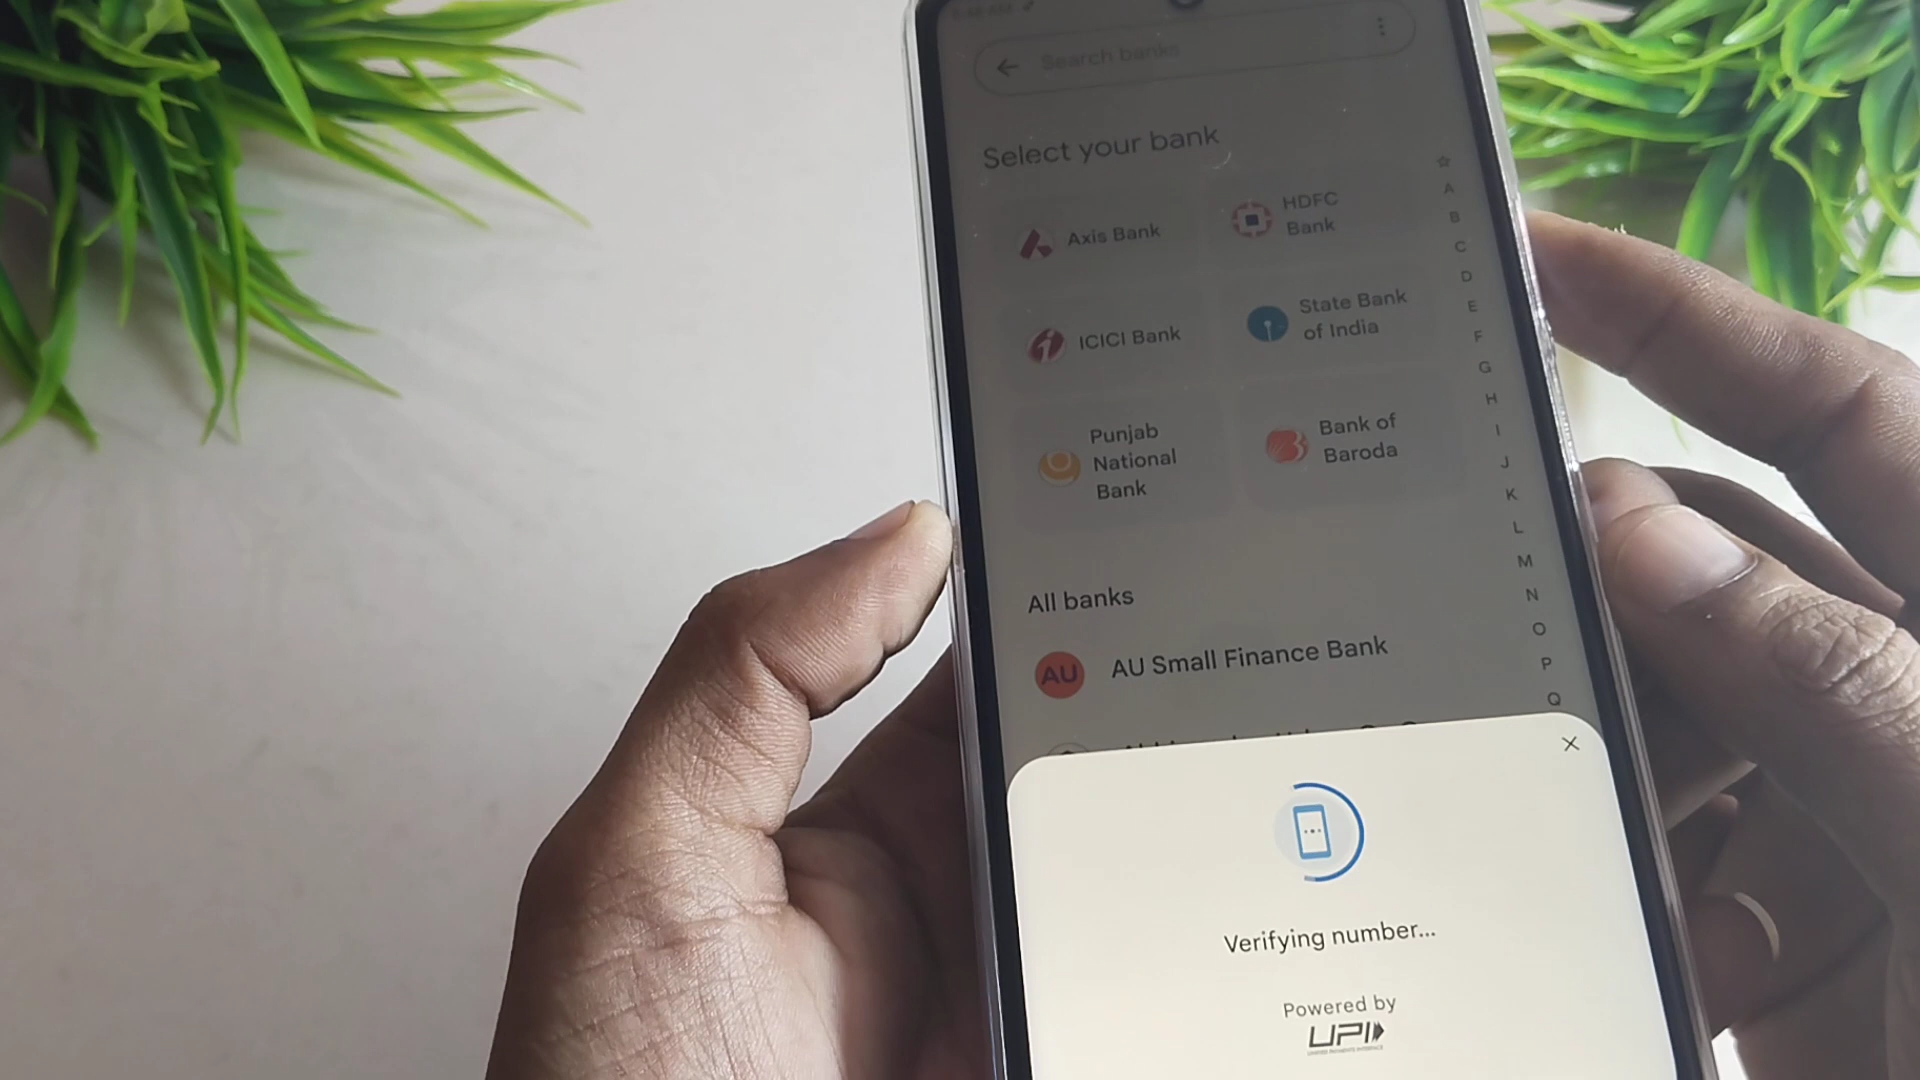 Search banks
Select your bank
Axis Bank
HDFC
Bank
ICICI Bank
State Bank
of India
Punjab
National
Bank
Bank of
Baroda
All banks
AU AU Small Finance Bank
A
B
C
D
E
F
G
H
I
J
K
L
M
N
O
P
Q
Verifying number...
Powered by
UPI
UNIFIED PAYMENTS INTERFACE